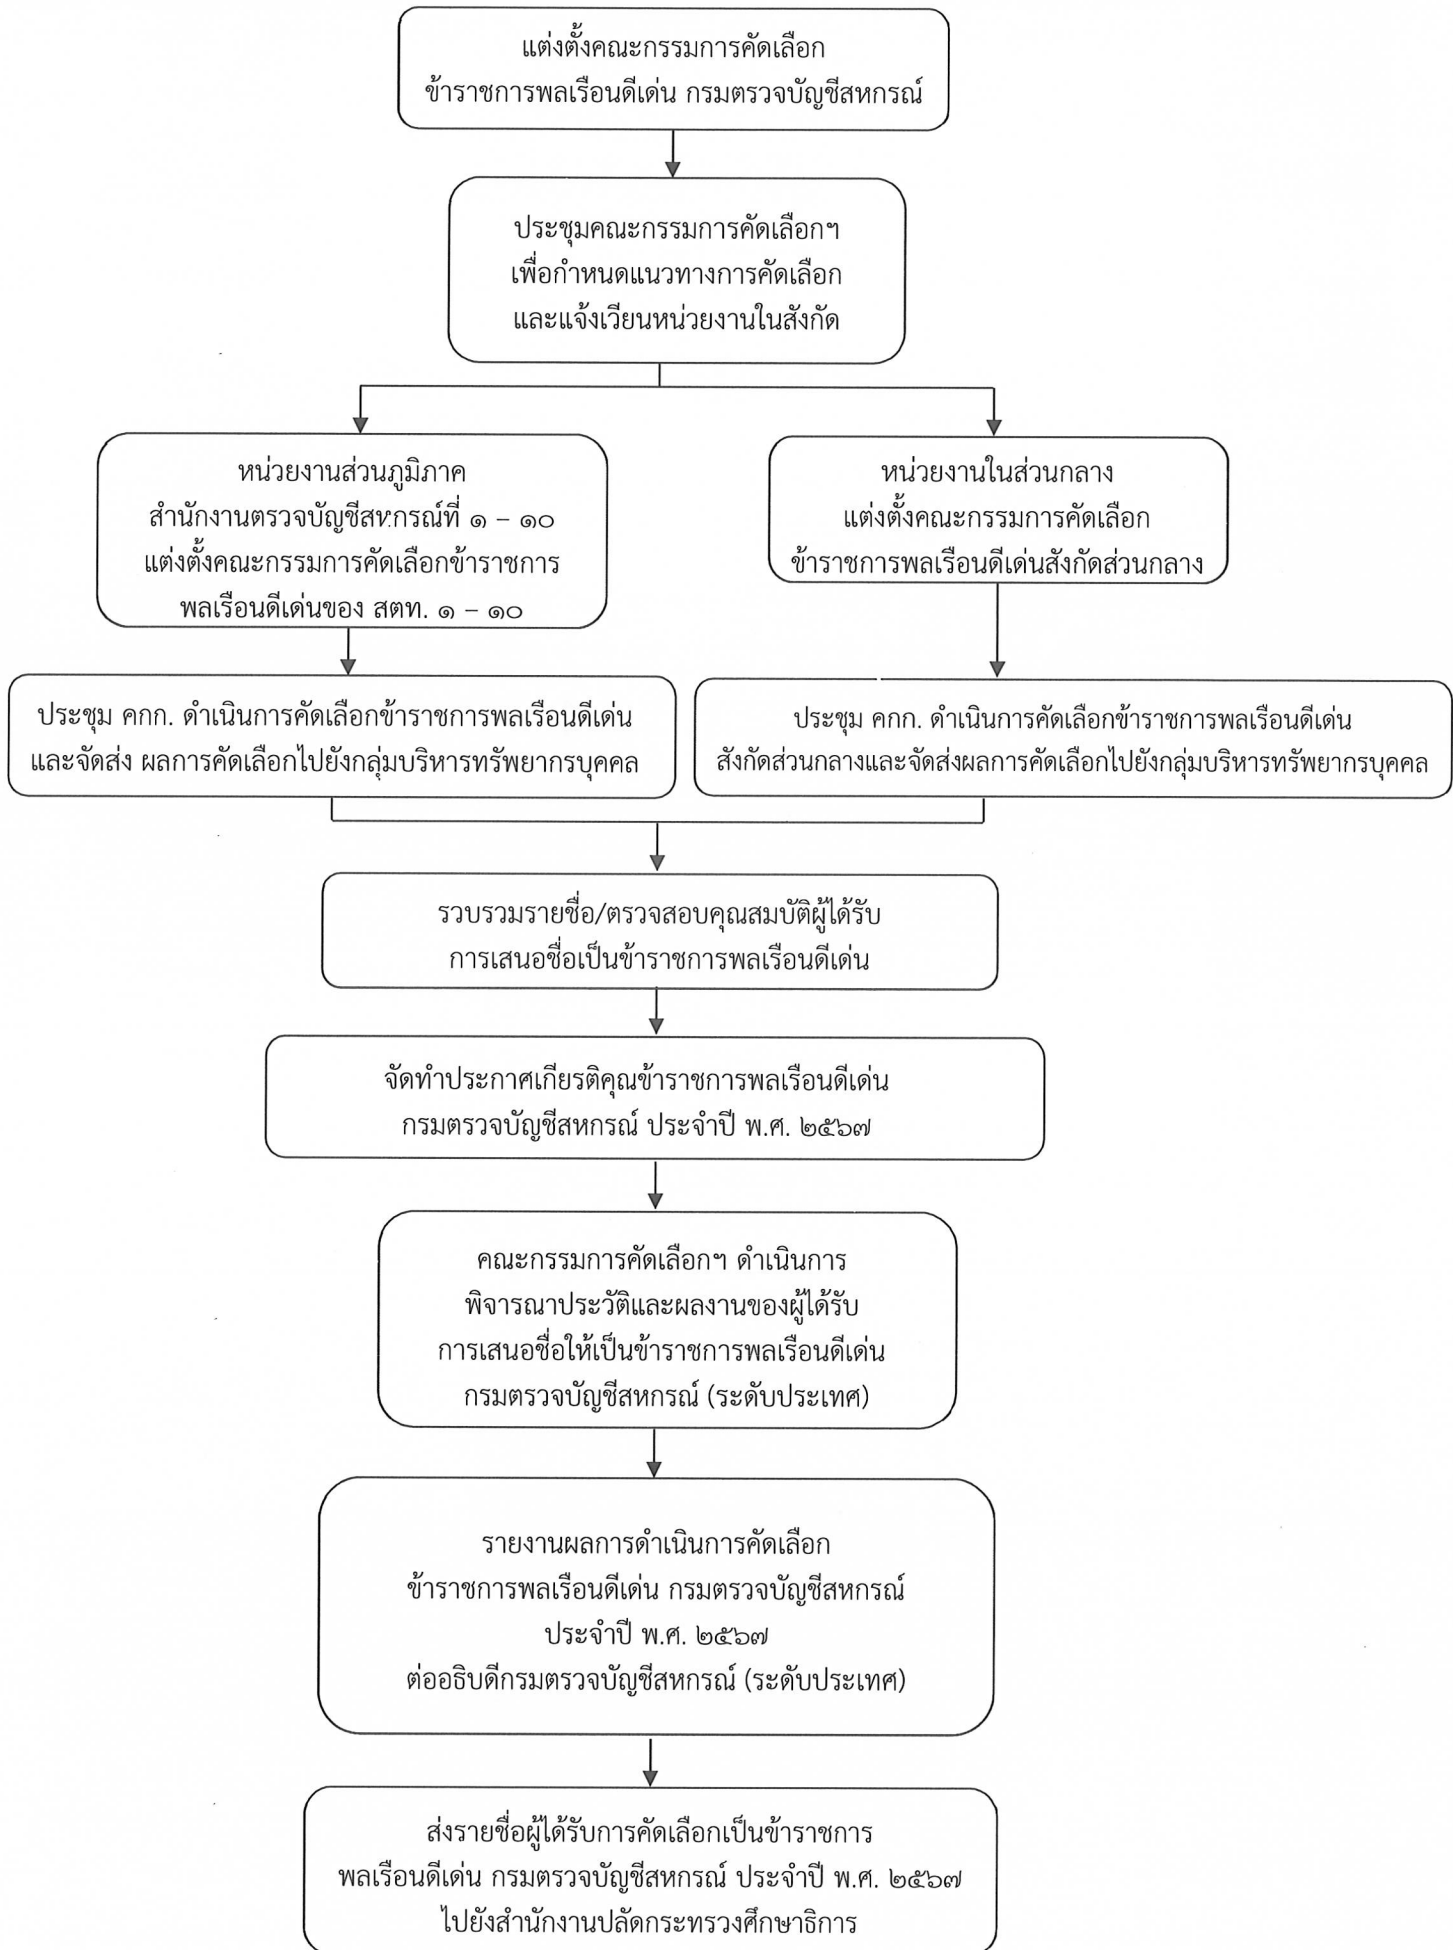 แต่งตั้งคณะกรรมการคัดเลือก
ข้าราชการพลเรือนดีเด่น กรมตรวจบัญชีสหกรณ์
ประชุมคณะกรรมการคัดเลือกฯ
เพื่อกำหนดแนวทางการคัดเลือก
และแจ้งเวียนหน่วยงานในสังกัด
หน่วยงานส่วนภูมิภาค
สำนักงานตรวจบัญชีสหกรณ์ที่ ๑ – ๑๐
แต่งตั้งคณะกรรมการคัดเลือกข้าราชการ
พลเรือนดีเด่นของ สตท. ๑ – ๑๐
หน่วยงานในส่วนกลาง
แต่งตั้งคณะกรรมการคัดเลือก
ข้าราชการพลเรือนดีเด่นสังกัดส่วนกลาง
ประชุม คกก. ดำเนินการคัดเลือกข้าราชการพลเรือนดีเด่น
และจัดส่ง ผลการคัดเลือกไปยังกลุ่มบริหารทรัพยากรบุคคล
ประชุม คกก. ดำเนินการคัดเลือกข้าราชการพลเรือนดีเด่น
สังกัดส่วนกลางและจัดส่งผลการคัดเลือกไปยังกลุ่มบริหารทรัพยากรบุคคล
รวบรวมรายชื่อ/ตรวจสอบคุณสมบัติผู้ได้รับ
การเสนอชื่อเป็นข้าราชการพลเรือนดีเด่น
จัดทำประกาศเกียรติคุณข้าราชการพลเรือนดีเด่น
กรมตรวจบัญชีสหกรณ์ ประจำปี พ.ศ. ๒๕๖๗
คณะกรรมการคัดเลือกฯ ดำเนินการ
พิจารณาประวัติและผลงานของผู้ได้รับ
การเสนอชื่อให้เป็นข้าราชการพลเรือนดีเด่น
กรมตรวจบัญชีสหกรณ์ (ระดับประเทศ)
รายงานผลการดำเนินการคัดเลือก
ข้าราชการพลเรือนดีเด่น กรมตรวจบัญชีสหกรณ์
ประจำปี พ.ศ. ๒๕๖๗
ต่ออธิบดีกรมตรวจบัญชีสหกรณ์ (ระดับประเทศ)
ส่งรายชื่อผู้ได้รับการคัดเลือกเป็นข้าราชการ
พลเรือนดีเด่น กรมตรวจบัญชีสหกรณ์ ประจำปี พ.ศ. ๒๕๖๗
ไปยังสำนักงานปลัดกระทรวงศึกษาธิการ